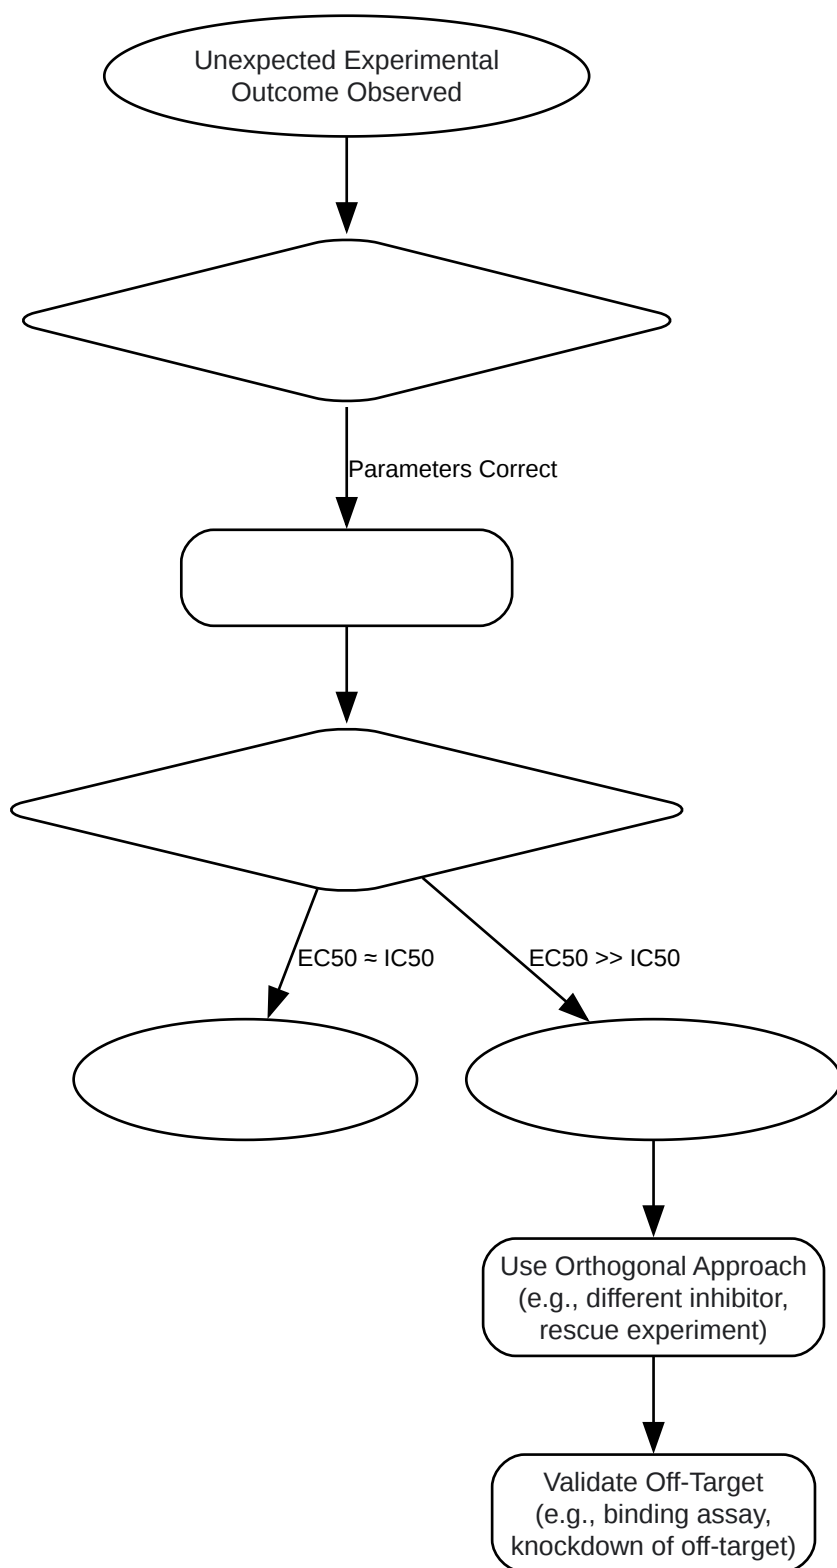 Unexpected Experimental
Outcome Observed
Parameters Correct
EC50 ≈ IC50
EC50 >> IC50
Use Orthogonal Approach
(e.g., different inhibitor,
rescue experiment)
Validate Off-Target
(e.g., binding assay,
knockdown of off-target)